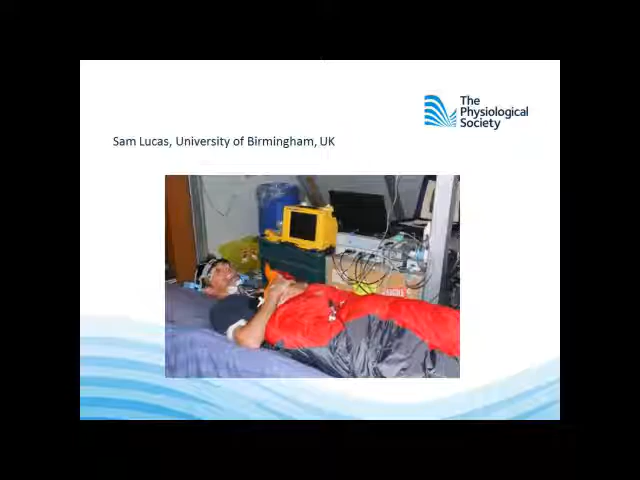 The
Physiological
Society
Sam Lucas, University of Birmingham, UK